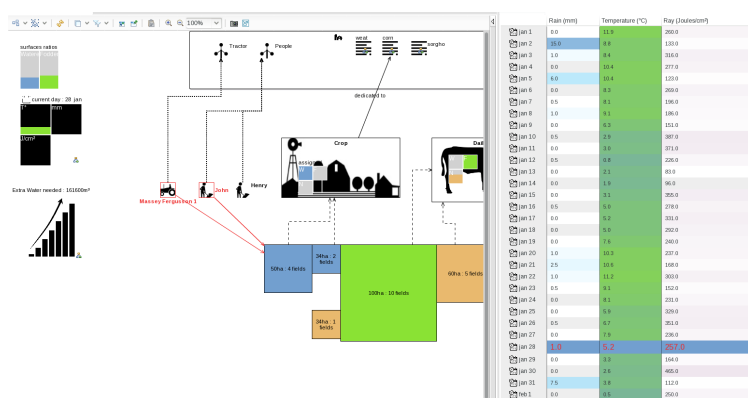 100%
surfaces ratios
current day : 28 jan
T°
mm
J/cm²
Extra Water needed : 161600m³
Tractor
People
weat
corn
sorgho
dedicated to
Crop
assign
Massey Fergusson 1
John
Henry
50ha : 4 fields
34ha : 2
fields
100ha : 10 fields
60ha : 5 fields
34ha : 1
fields
Rain (mm) Temperature (°C) Ray (Joules/cm²)
jan 1 0.0 11.9 260.0
jan 2 15.0 8.8 133.0
jan 3 1.0 8.4 316.0
jan 4 0.0 10.4 277.0
jan 5 6.0 10.4 123.0
jan 6 0.0 9.3 269.0
jan 7 0.5 8.1 196.0
jan 8 1.0 9.1 186.0
jan 9 0.0 6.3 151.0
jan 10 0.5 2.9 387.0
jan 11 0.0 3.0 371.0
jan 12 0.5 0.8 226.0
jan 13 0.0 2.1 83.0
jan 14 0.0 1.9 96.0
jan 15 0.0 3.1 355.0
jan 16 0.5 5.5 278.0
jan 17 0.0 5.2 331.0
jan 18 0.0 5.0 292.0
jan 19 0.0 7.6 240.0
jan 20 1.0 10.3 237.0
jan 21 2.5 10.6 168.0
jan 22 1.0 11.2 303.0
jan 23 0.5 9.1 152.0
jan 24 0.0 8.1 231.0
jan 25 0.0 5.9 329.0
jan 26 0.5 6.7 351.0
jan 27 0.0 7.9 236.0
jan 28 1.0 5.2 257.0
jan 29 0.0 3.3 164.0
jan 30 0.0 2.6 465.0
jan 31 7.5 3.8 112.0
feb 1 0.0 9.5 250.0